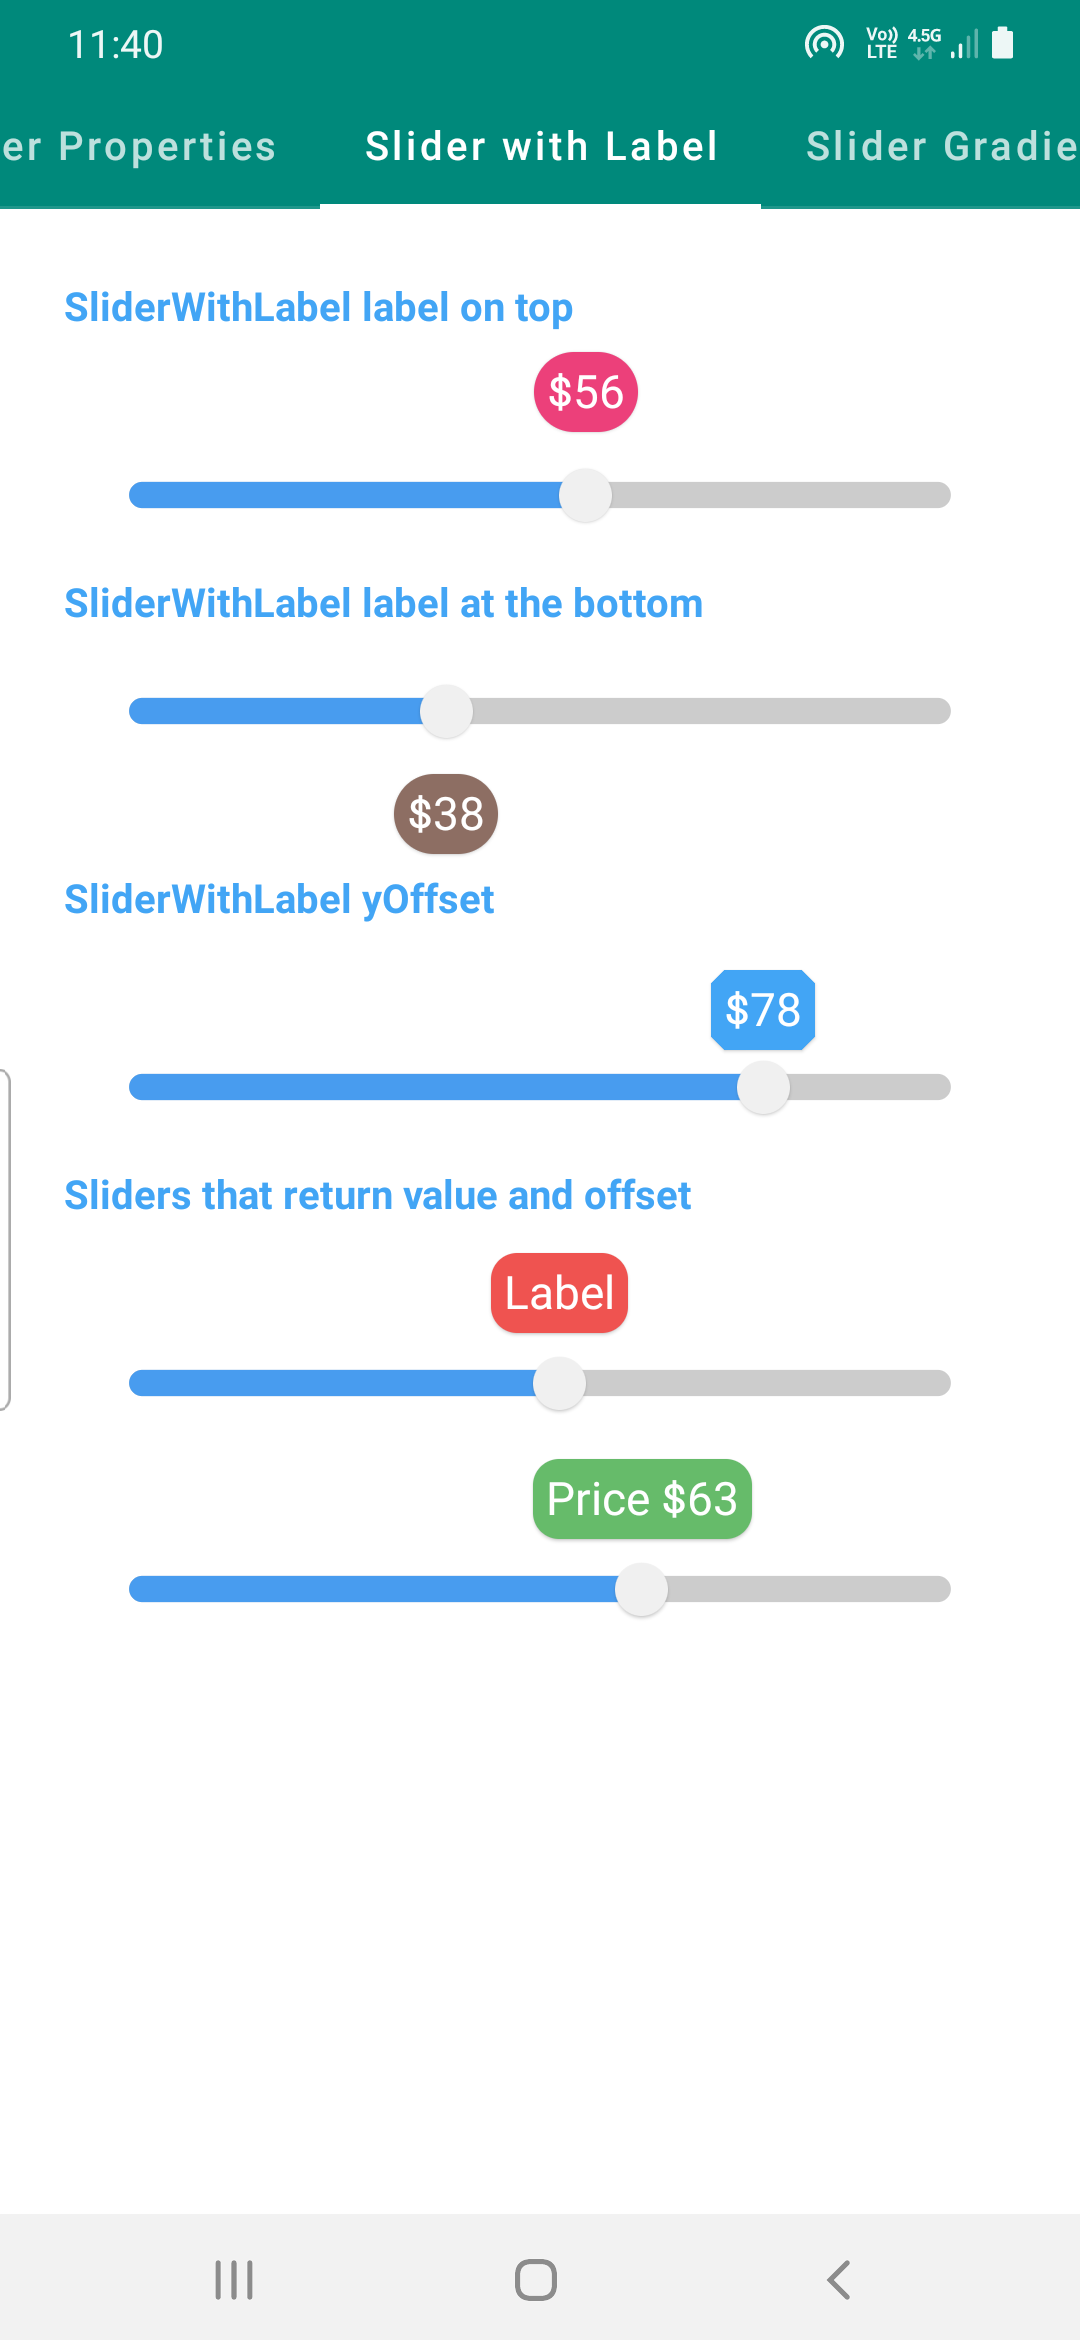 11:40
Vo)) 4.5G
LTE
er Properties Slider with Label Slider Gradie
SliderWithLabel label on top
$56
SliderWithLabel label at the bottom
$38
SliderWithLabel yOffset
$78
Sliders that return value and offset
Label
Price $63